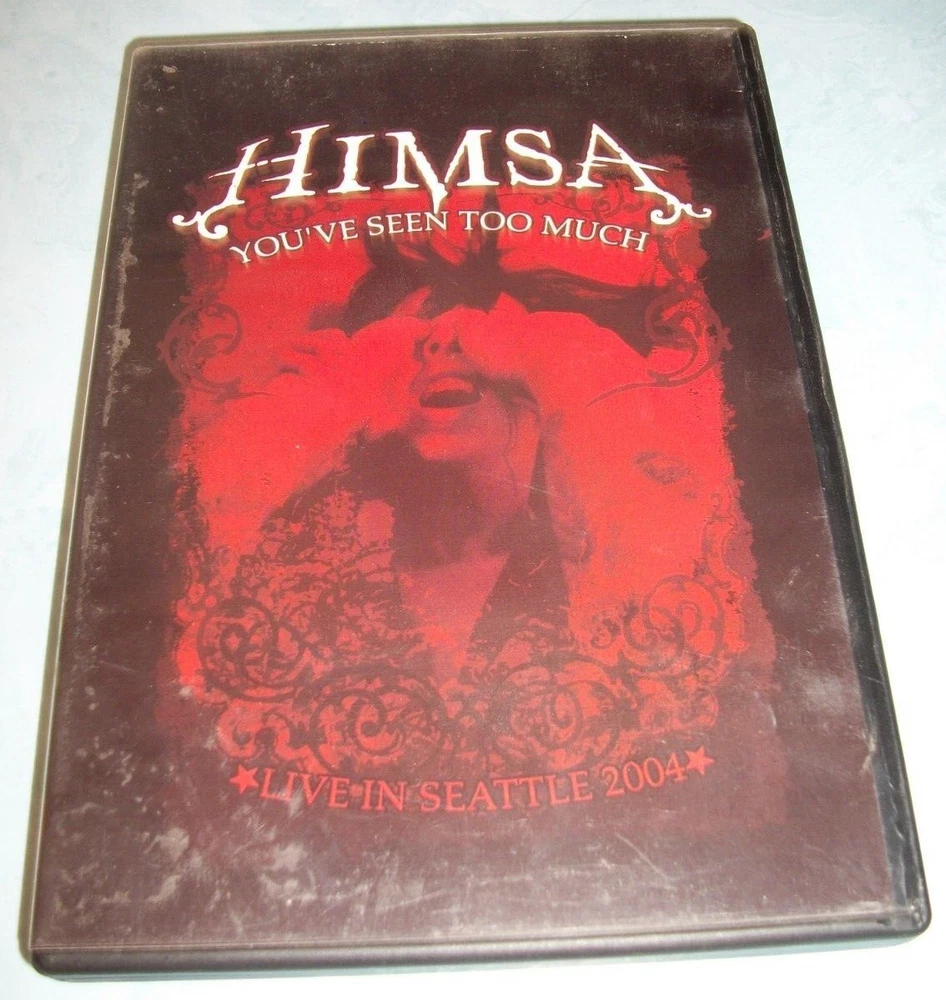 HIMSA
YOU'VE SEEN TOO MUCH
LIVE IN SEATTLE 2004